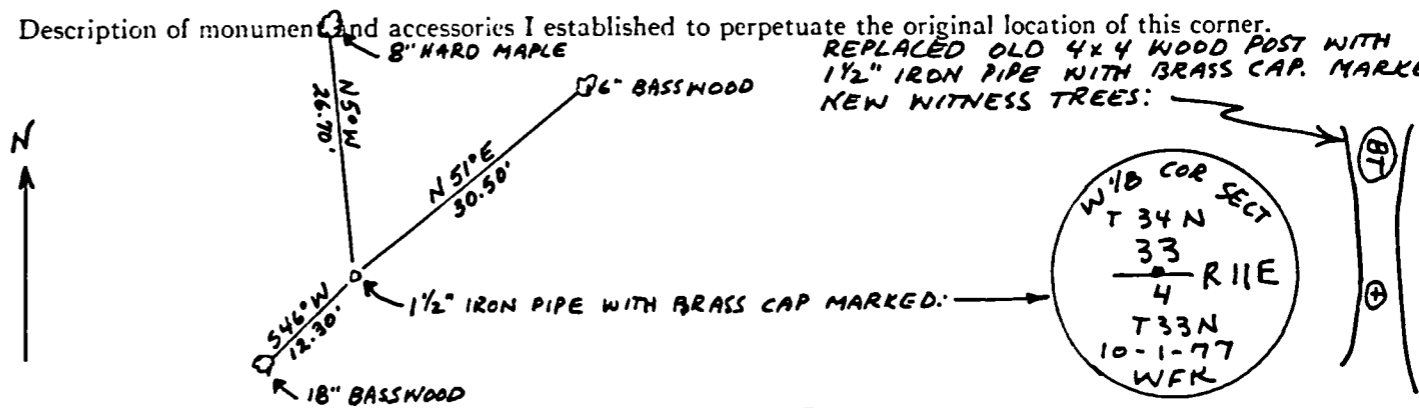 Description of monument and accessories I established to perpetuate the original location of this corner.
8" HARD MAPLE
REPLACED OLD 4x4 WOOD POST WITH
1½" IRON PIPE WITH BRASS CAP. MARKE
NEW WITNESS TREES:
6" BASSWOOD
N
N5°W
26.70'
N 51° E
30.50'
BT
W 1/8 COR SECT
T 34 N
33
R 11 E
4
T 33 N
10-1-77
WFK
1½" IRON PIPE WITH BRASS CAP MARKED:
S46°W
12.30'
18" BASSWOOD